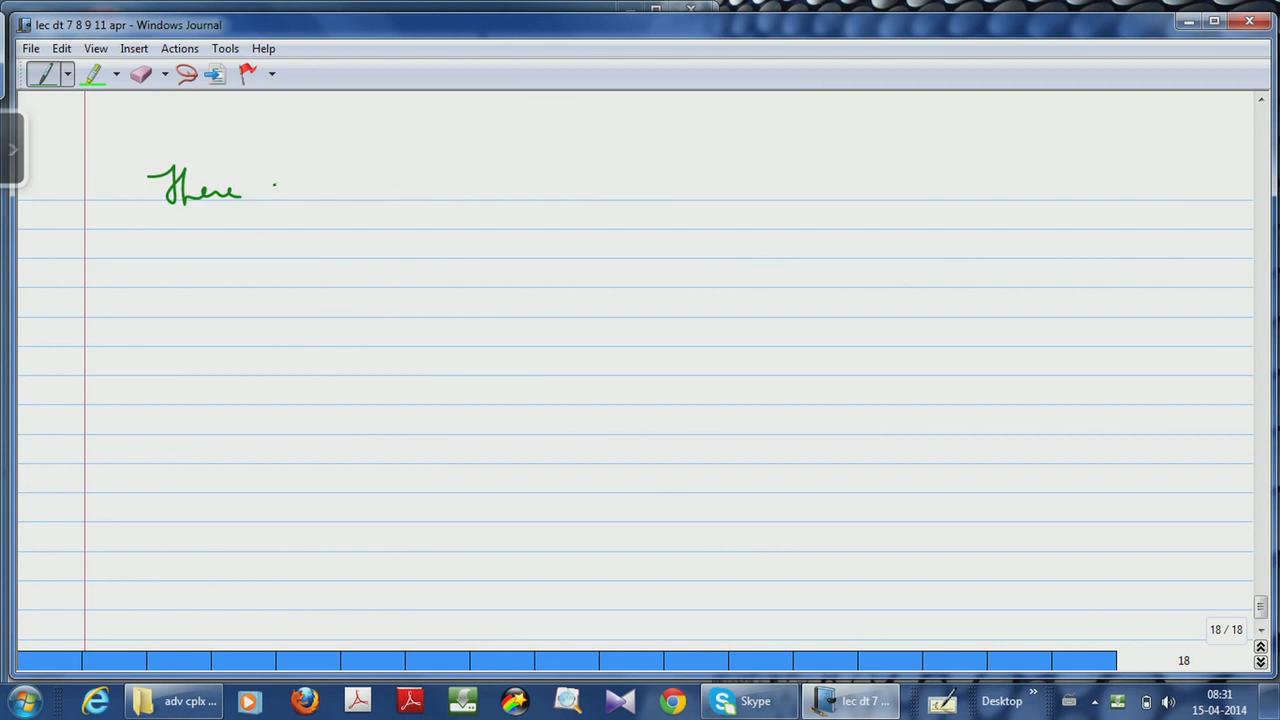 lec dt 7 8 9 11 apr - Windows Journal
File Edit View Insert Actions Tools Help
There
18 / 18
18
adv cplx ... Skype lec dt 7 ... Desktop 08:31
15-04-2014